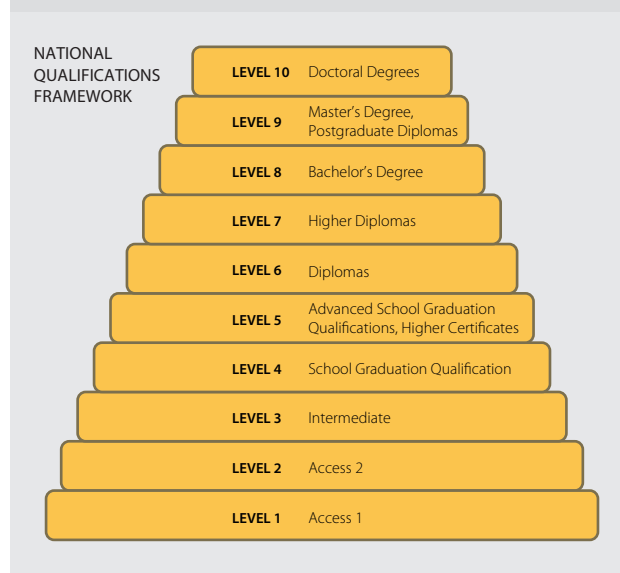 NATIONAL
QUALIFICATIONS
FRAMEWORK
LEVEL 10 Doctoral Degrees
LEVEL 9 Master's Degree,
Postgraduate Diplomas
LEVEL 8 Bachelor's Degree
LEVEL 7 Higher Diplomas
LEVEL 6 Diplomas
LEVEL 5 Advanced School Graduation
Qualifications, Higher Certificates
LEVEL 4 School Graduation Qualification
LEVEL 3 Intermediate
LEVEL 2 Access 2
LEVEL 1 Access 1